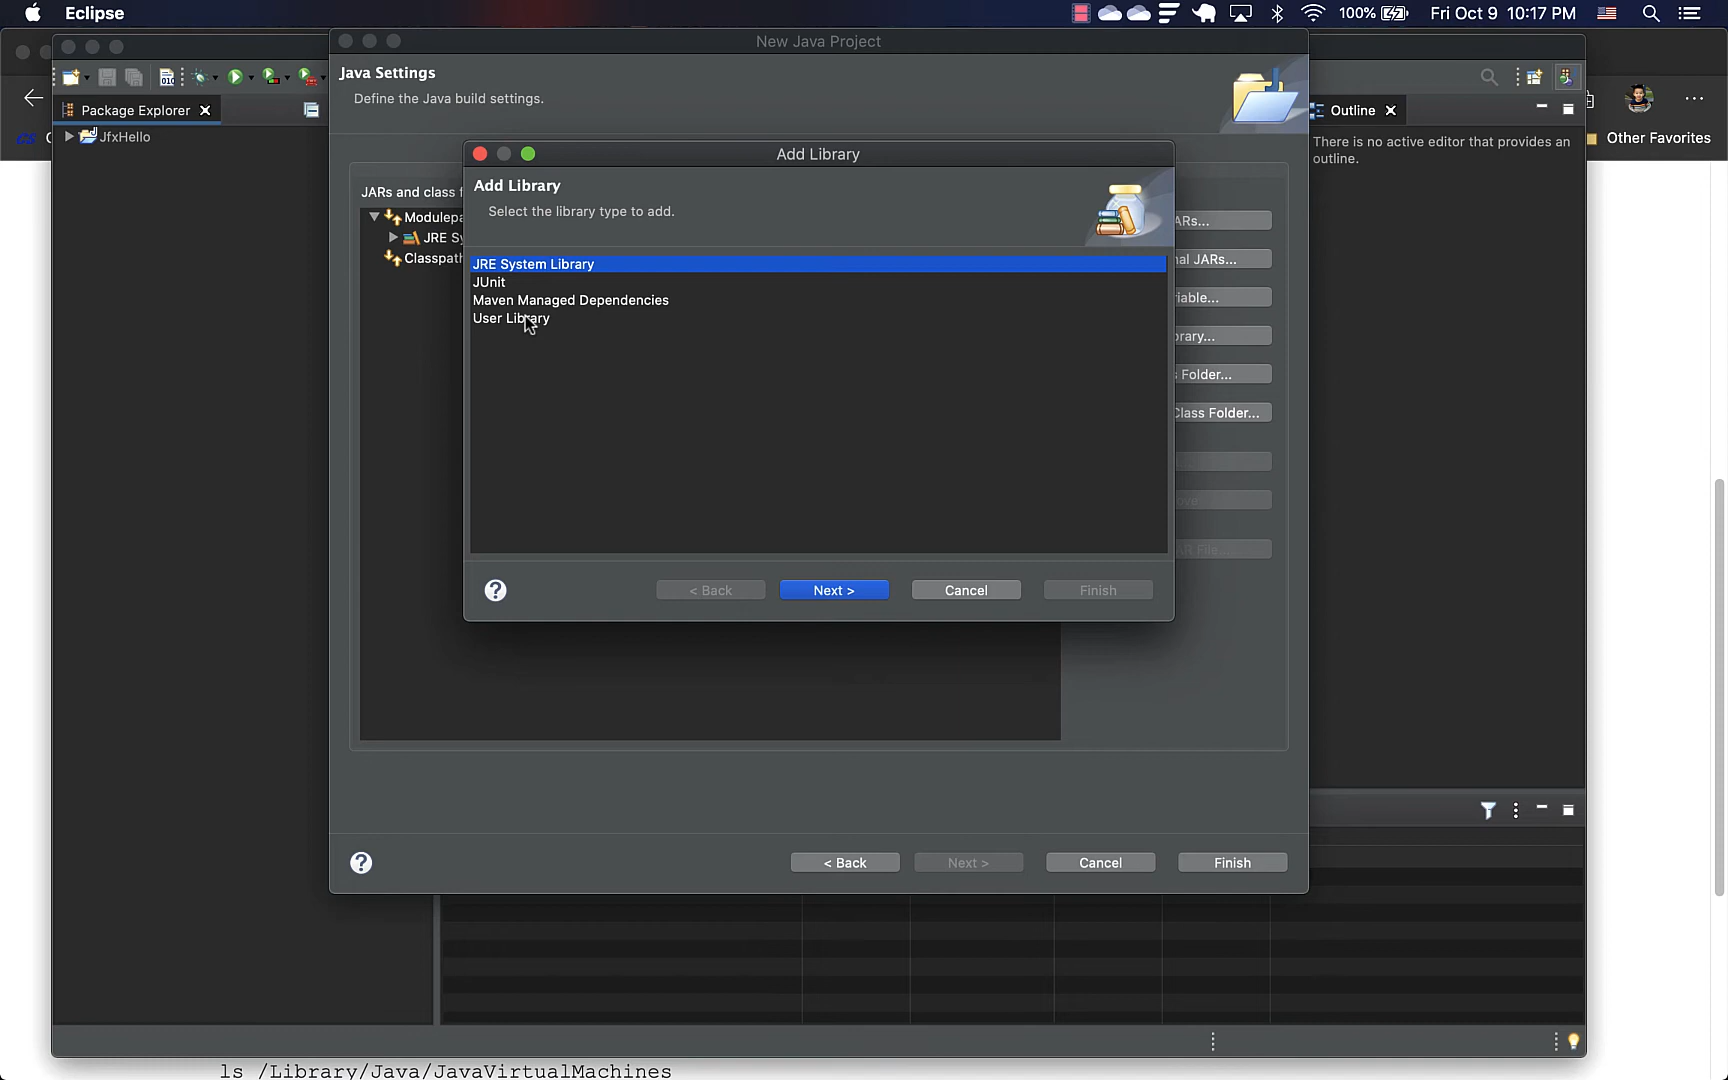 Eclipse
100%
Fri Oct 9 10:17 PM
New Java Project
Java Settings
Define the Java build settings.
Package Explorer
JfxHello
Outline
There is no active editor that provides an
outline.
Other Favorites
Add Library
Add Library
Select the library type to add.
JARs and class f
Modulepa
JRE Sy
Classpath
JRE System Library
JUnit
Maven Managed Dependencies
User Library
ARs...
nal JARs...
iable...
brary...
s Folder...
Class Folder...
ove
AR File...
< Back
Next >
Cancel
Finish
< Back
Next >
Cancel
Finish
ls /Library/Java/JavaVirtualMachines